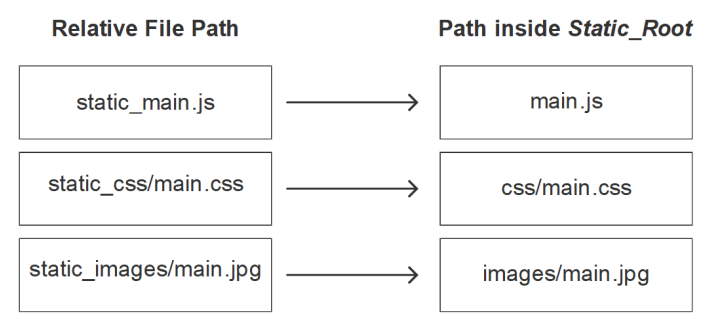 Relative File Path
Path inside Static_Root
static_main.js
main.js
static_css/main.css
css/main.css
static_images/main.jpg
images/main.jpg